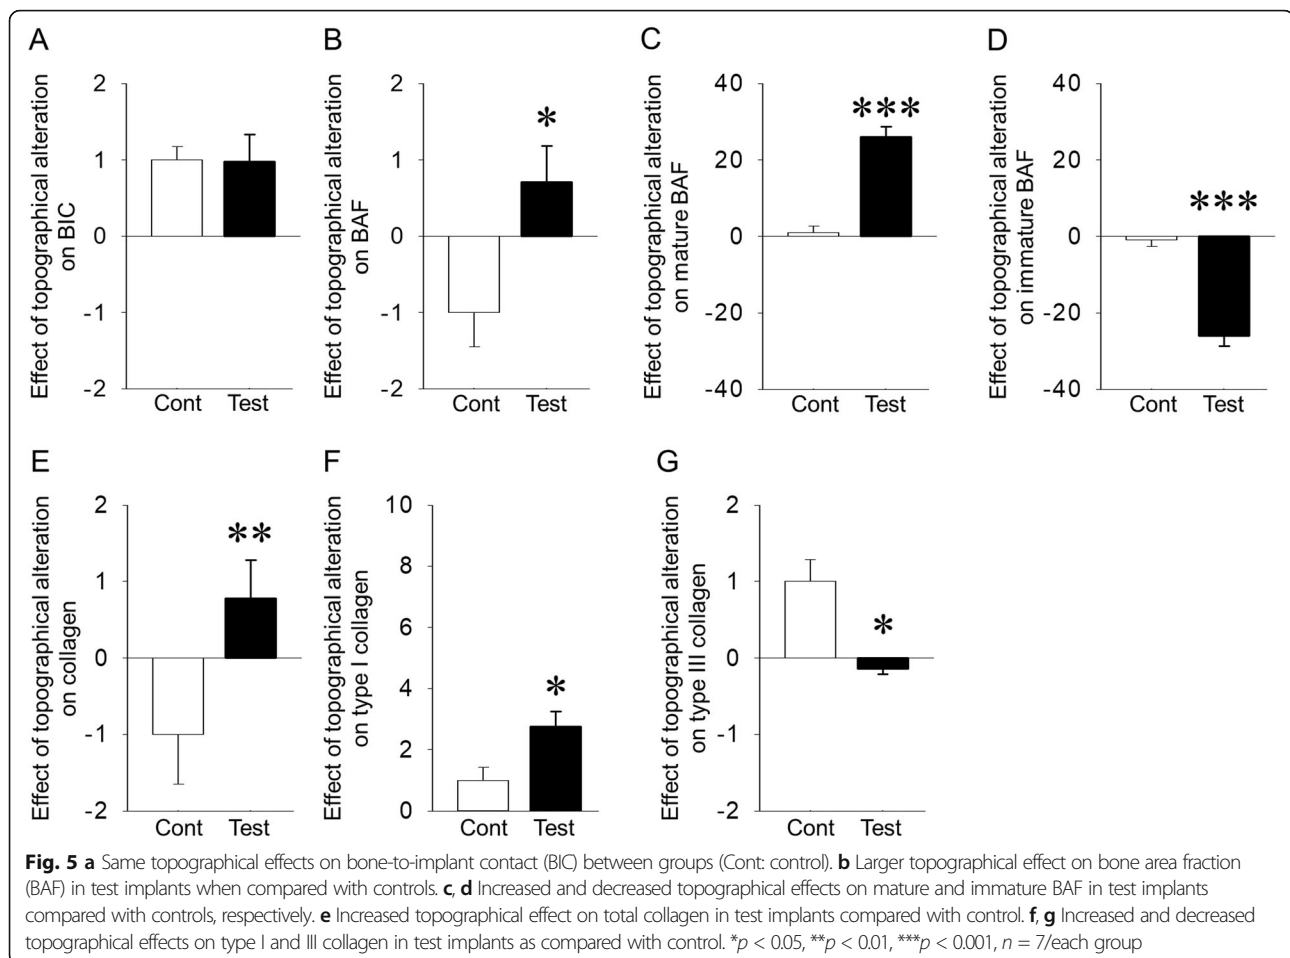 A
Effect of topographical alteration
on BIC
2
1
0
-1
-2
Cont Test
B
Effect of topographical alteration
on BAF
2
1
0
-1
-2
*
Cont Test
C
Effect of topographical alteration
on mature BAF
40
20
0
-20
-40
***
Cont Test
D
Effect of topographical alteration
on immature BAF
40
20
0
-20
-40
***
Cont Test
E
Effect of topographical alteration
on collagen
2
1
0
-1
-2
**
Cont Test
F
Effect of topographical alteration
on type I collagen
10
8
6
4
2
0
*
Cont Test
G
Effect of topographical alteration
on type III collagen
2
1
0
-1
-2
*
Cont Test
Fig. 5 a Same topographical effects on bone-to-implant contact (BIC) between groups (Cont: control). b Larger topographical effect on bone area fraction
(BAF) in test implants when compared with controls. c, d Increased and decreased topographical effects on mature and immature BAF in test implants
compared with controls, respectively. e Increased topographical effect on total collagen in test implants compared with control. f, g Increased and decreased
topographical effects on type I and III collagen in test implants as compared with control. *p < 0.05, **p < 0.01, ***p < 0.001, n = 7/each group